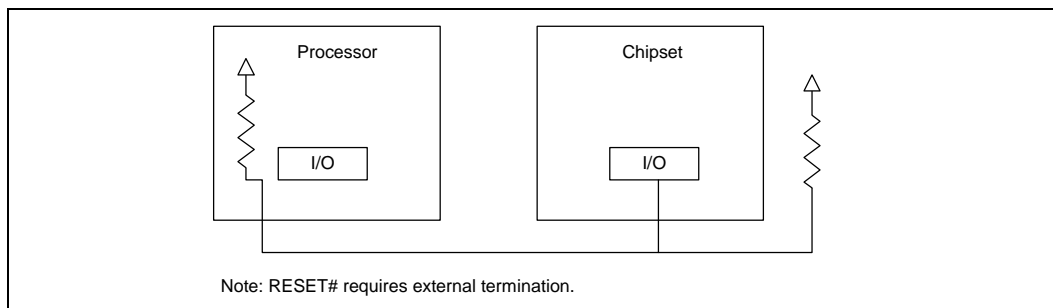 Processor
Chipset
I/O
I/O
Note: RESET# requires external termination.